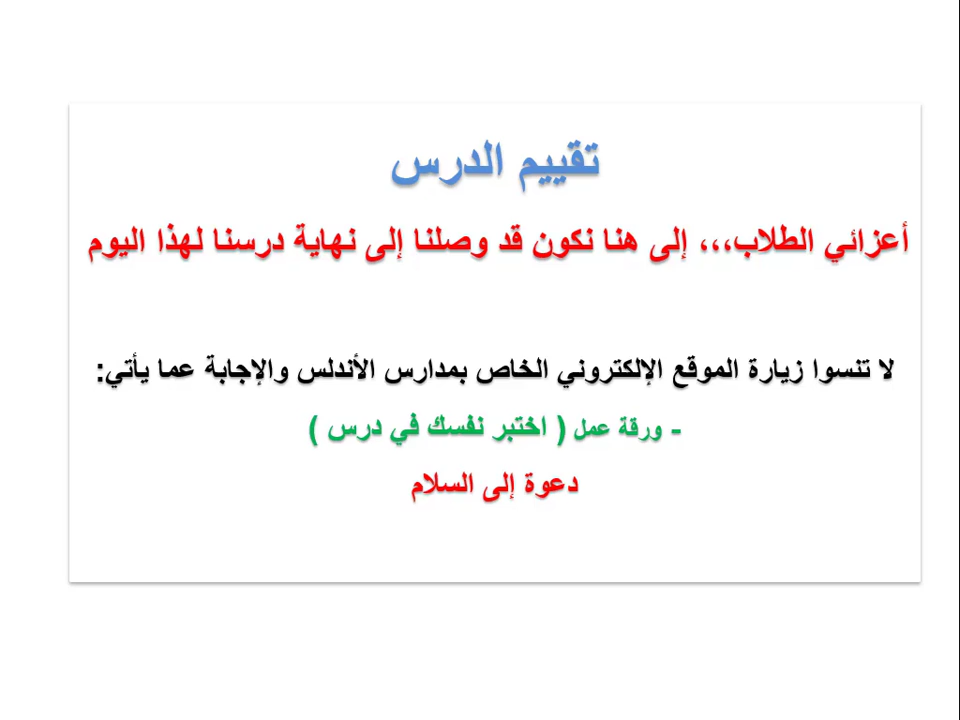 تقييم الدرس
أعزائي الطلاب،،، إلى هنا نكون قد وصلنا إلى نهاية درسنا لهذا اليوم
لا تنسوا زيارة الموقع الإلكتروني الخاص بمدارس الأندلس والإجابة عما يأتي:
- ورقة عمل ( اختبر نفسك في درس )
دعوة إلى السلام